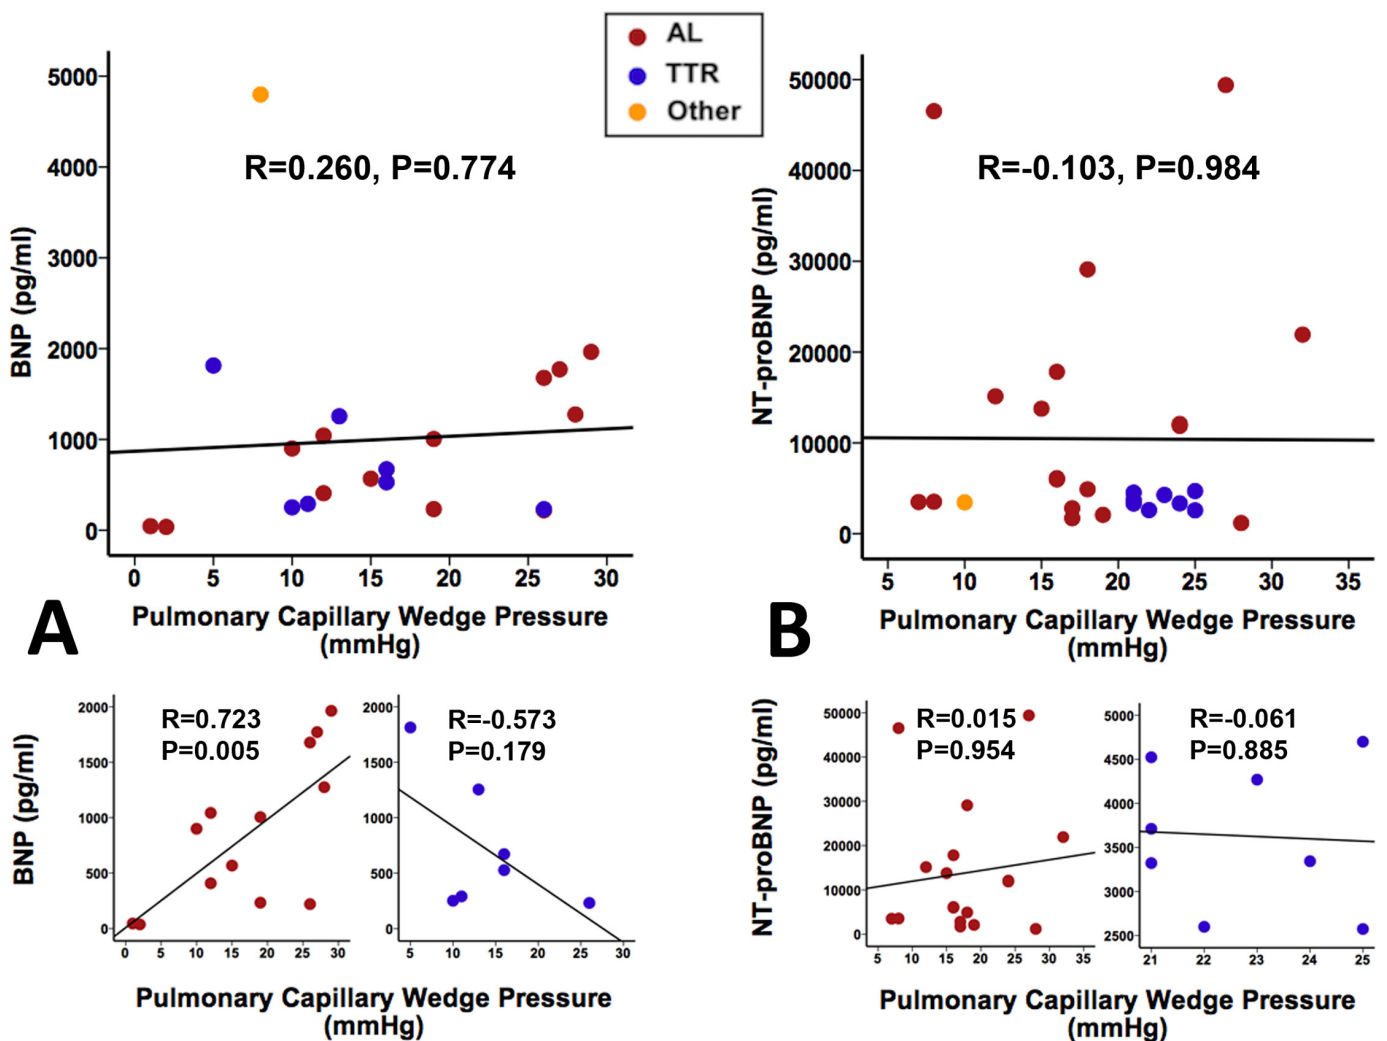 AL
TTR
Other
5000
4000
3000
2000
1000
0
BNP (pg/ml)
R=0.260, P=0.774
0 5 10 15 20 25 30
Pulmonary Capillary Wedge Pressure
(mmHg)
A
50000
40000
30000
20000
10000
0
NT-proBNP (pg/ml)
R=-0.103, P=0.984
5 10 15 20 25 30 35
Pulmonary Capillary Wedge Pressure
(mmHg)
B
2000
1500
1000
500
0
BNP (pg/ml)
R=0.723
P=0.005
0 5 10 15 20 25 30
2000
1500
1000
500
0
R=-0.573
P=0.179
5 10 15 20 25 30
Pulmonary Capillary Wedge Pressure
(mmHg)
50000
40000
30000
20000
10000
0
NT-proBNP (pg/ml)
R=0.015
P=0.954
5 10 15 20 25 30 35
5000
4500
4000
3500
3000
2500
R=-0.061
P=0.885
21 22 23 24 25
Pulmonary Capillary Wedge Pressure
(mmHg)